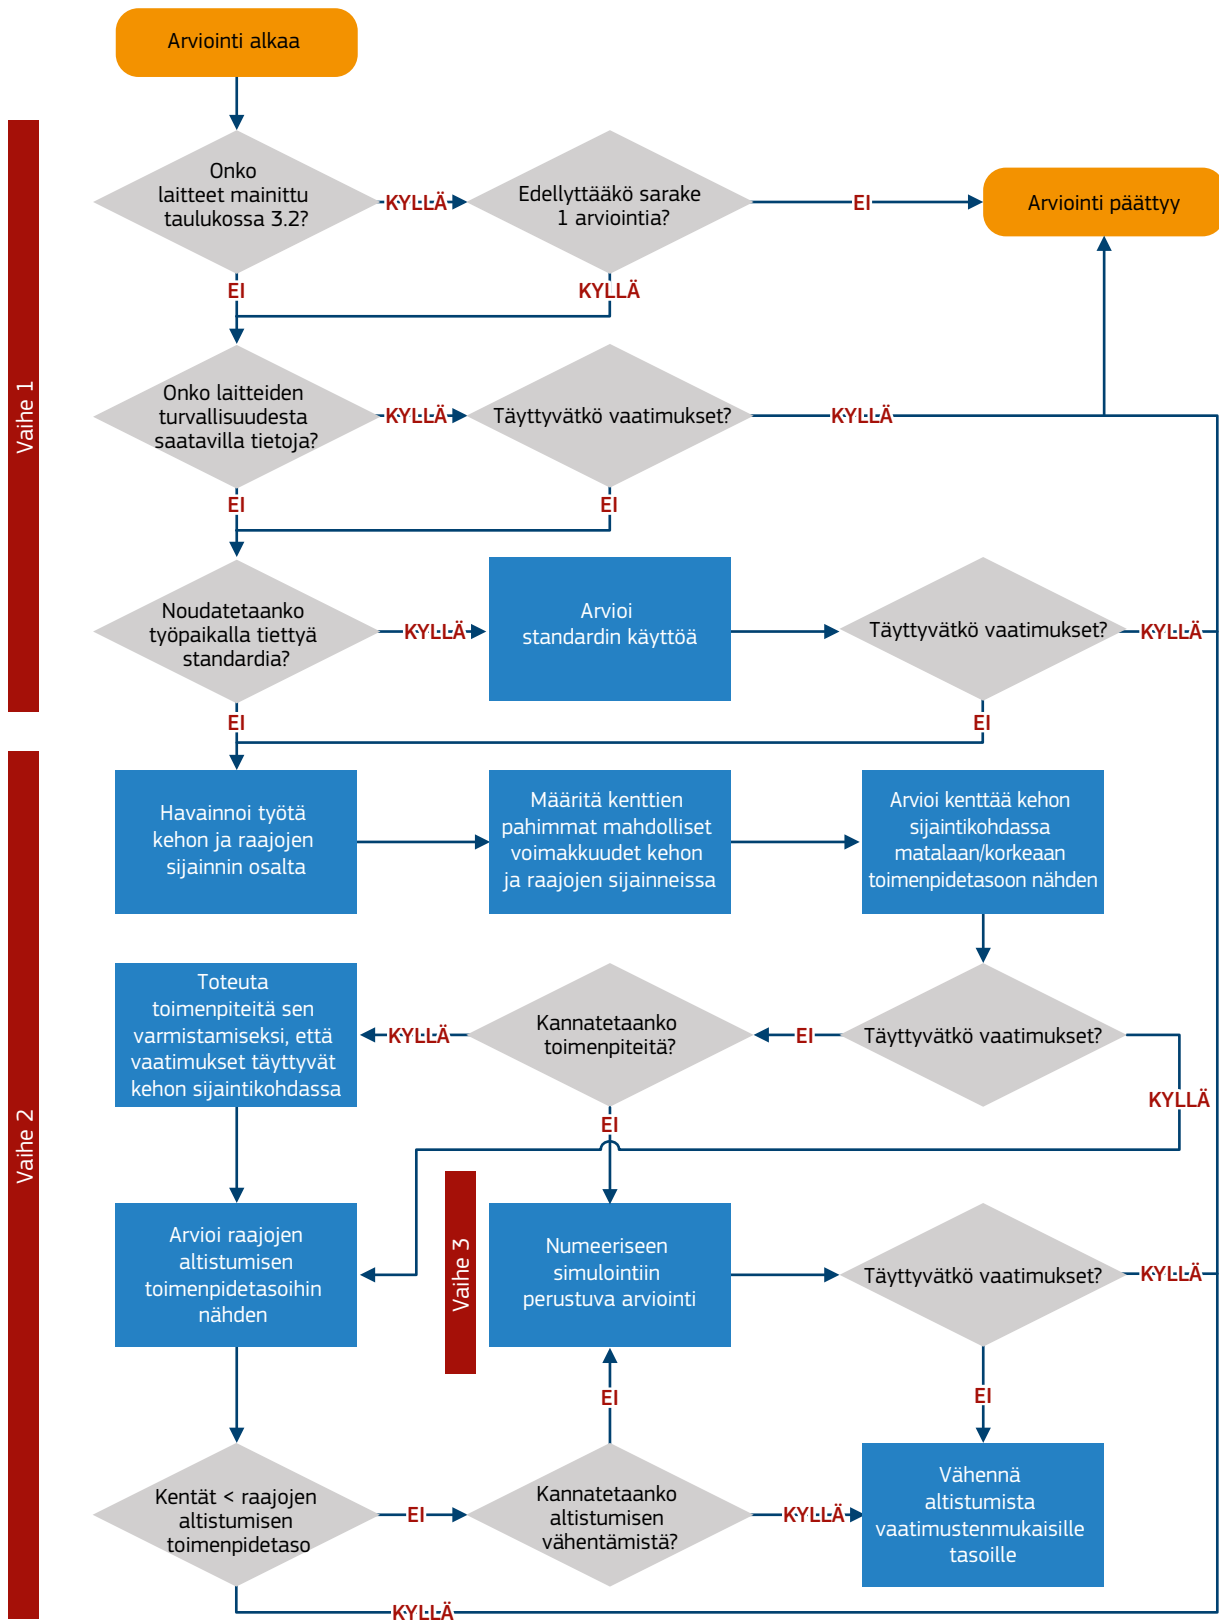 Arviointi alkaa
Vaihe 1
Onko
laitteet mainittu
taulukossa 3.2?
KYLLÄ
Edellyttääkö sarake
1 arviointia?
EI
Arviointi päättyy
EI
KYLLÄ
Onko laitteiden
turvallisuudesta
saatavilla tietoja?
KYLLÄ
Täyttyvätkö vaatimukset?
KYLLÄ
EI
EI
Noudatetaanko
työpaikalla tiettyä
standardia?
KYLLÄ
Arvioi
standardin käyttöä
Täyttyvätkö vaatimukset?
KYLLÄ
EI
EI
Vaihe 2
Havainnoi työtä
kehon ja raajojen
sijainnin osalta
Määritä kenttien
pahimmat mahdolliset
voimakkuudet kehon
ja raajojen sijainneissa
Arvioi kenttää kehon
sijaintikohdassa
matalaan/korkeaan
toimenpidetasoon nähden
Toteuta
toimenpiteitä sen
varmistamiseksi, että
vaatimukset täyttyvät
kehon sijaintikohdassa
KYLLÄ
Kannatetaanko
toimenpiteitä?
EI
Täyttyvätkö vaatimukset?
KYLLÄ
EI
Arvioi raajojen
altistumisen
toimenpidetasoihin
nähden
Vaihe 3
Numeeriseen
simulointiin
perustuva arviointi
Täyttyvätkö vaatimukset?
KYLLÄ
EI
EI
Kentät < raajojen
altistumisen
toimenpidetaso
EI
Kannatetaanko
altistumisen
vähentämistä?
KYLLÄ
Vähennä
altistumista
vaatimustenmukaisille
tasoille
KYLLÄ